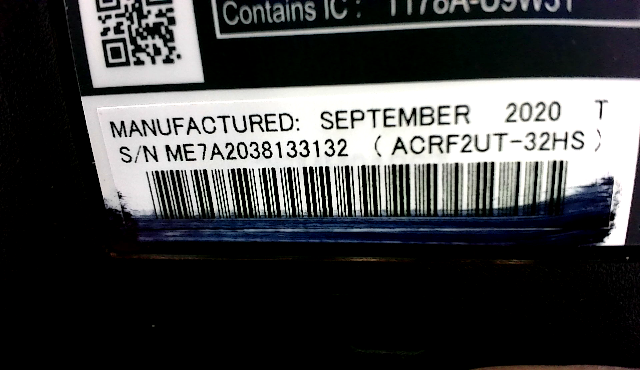 Contains IC :
MANUFACTURED: SEPTEMBER 2020 T
S/N ME7A2038133132 ( ACRF2UT-32HS )